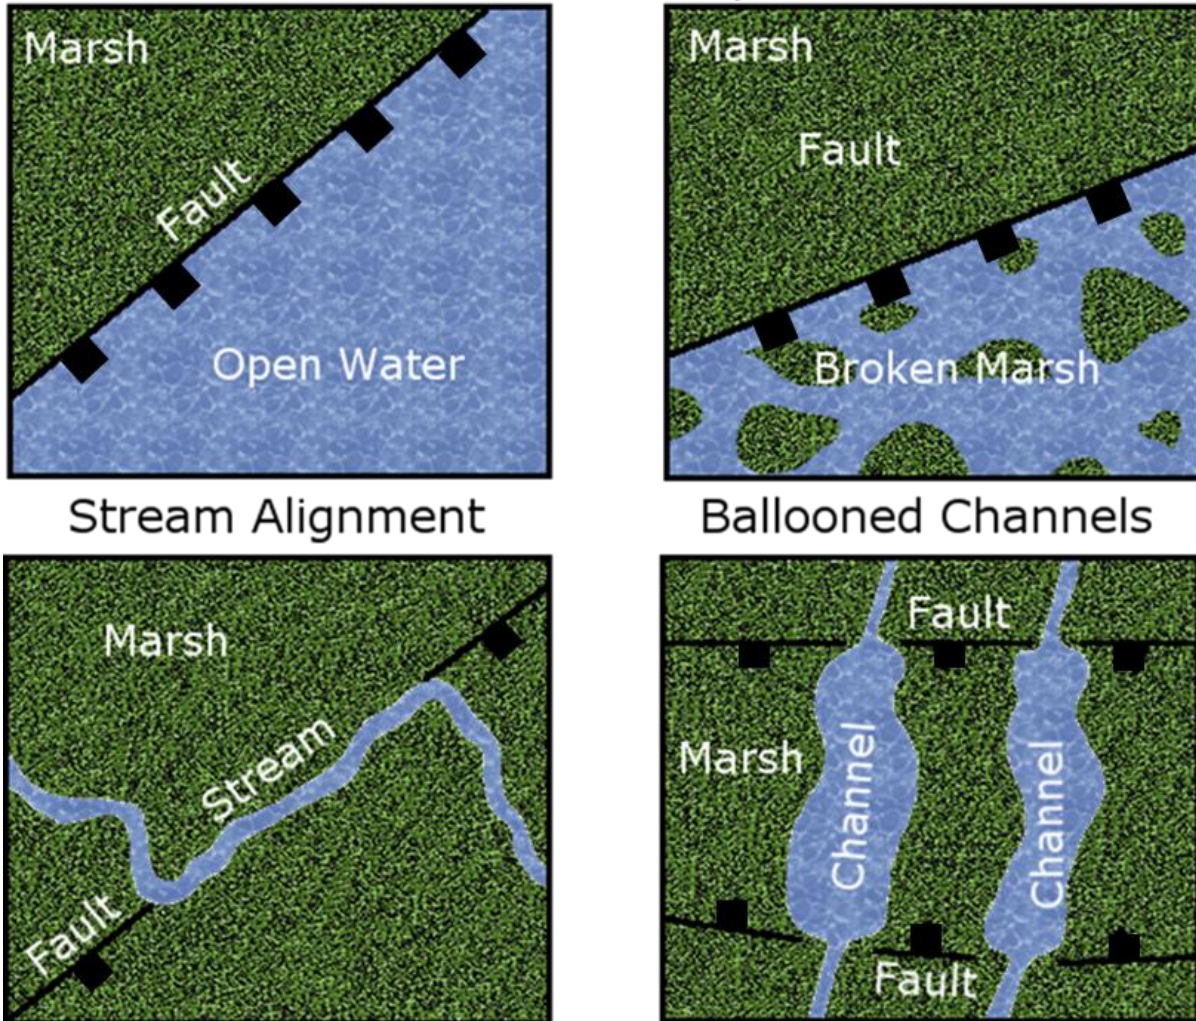 Marsh
Fault
Open Water
Marsh
Fault
Broken Marsh
Stream Alignment
Ballooned Channels
Marsh
Stream
Fault
Fault
Marsh
Channel
Channel
Fault